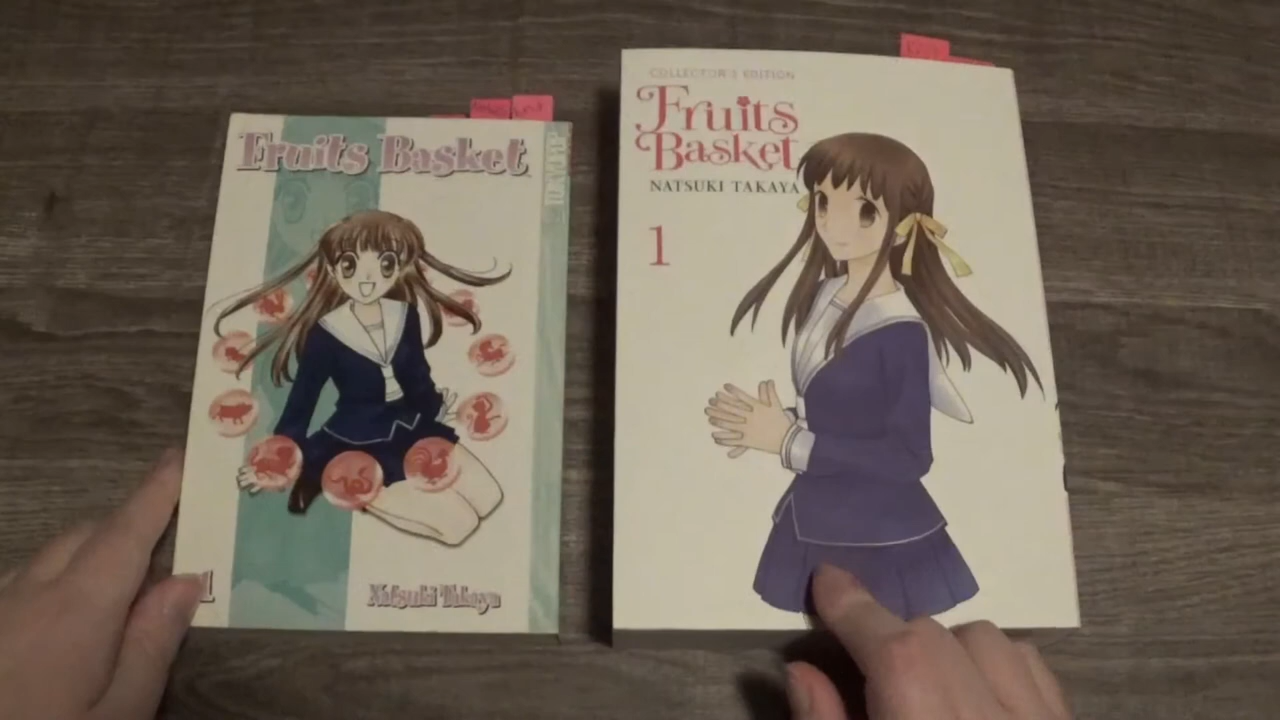 Fruits Basket
TOKYOPOP
1
Natsuki Takaya
COLLECTOR'S EDITION
Fruits
Basket
NATSUKI TAKAYA
1